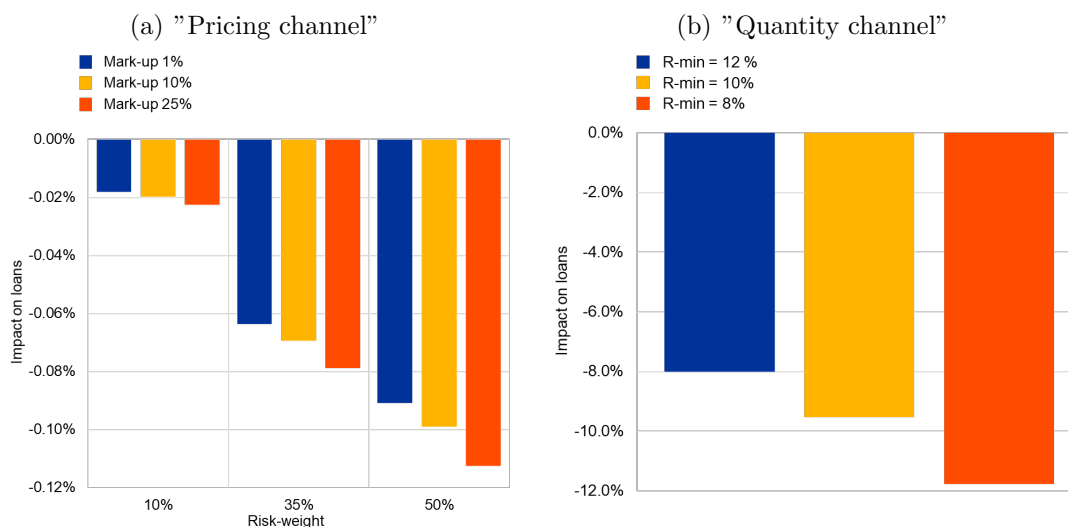 (a) ”Pricing channel”
Mark-up 1%
Mark-up 10%
Mark-up 25%
0.00%
-0.02%
-0.04%
-0.06%
-0.08%
-0.10%
-0.12%
Impact on loans
10%
35%
50%
Risk-weight
(b) ”Quantity channel”
R-min = 12 %
R-min = 10%
R-min = 8%
0.0%
-2.0%
-4.0%
-6.0%
-8.0%
-10.0%
-12.0%
Impact on loans